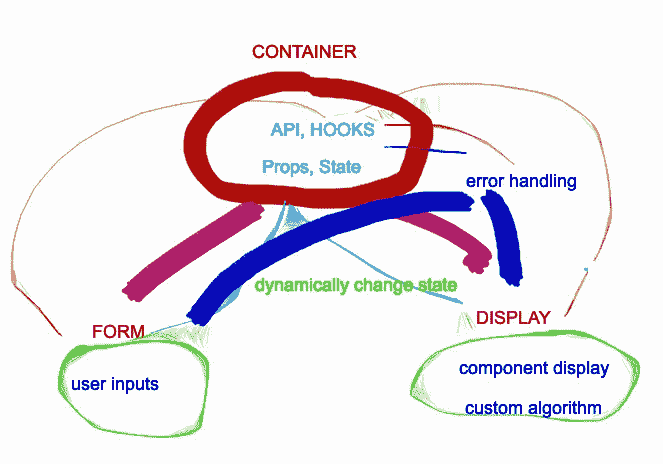 CONTAINER
API, HOOKS
Props, State
error handling
dynamically change state
FORM
DISPLAY
user inputs
component display
custom algorithm